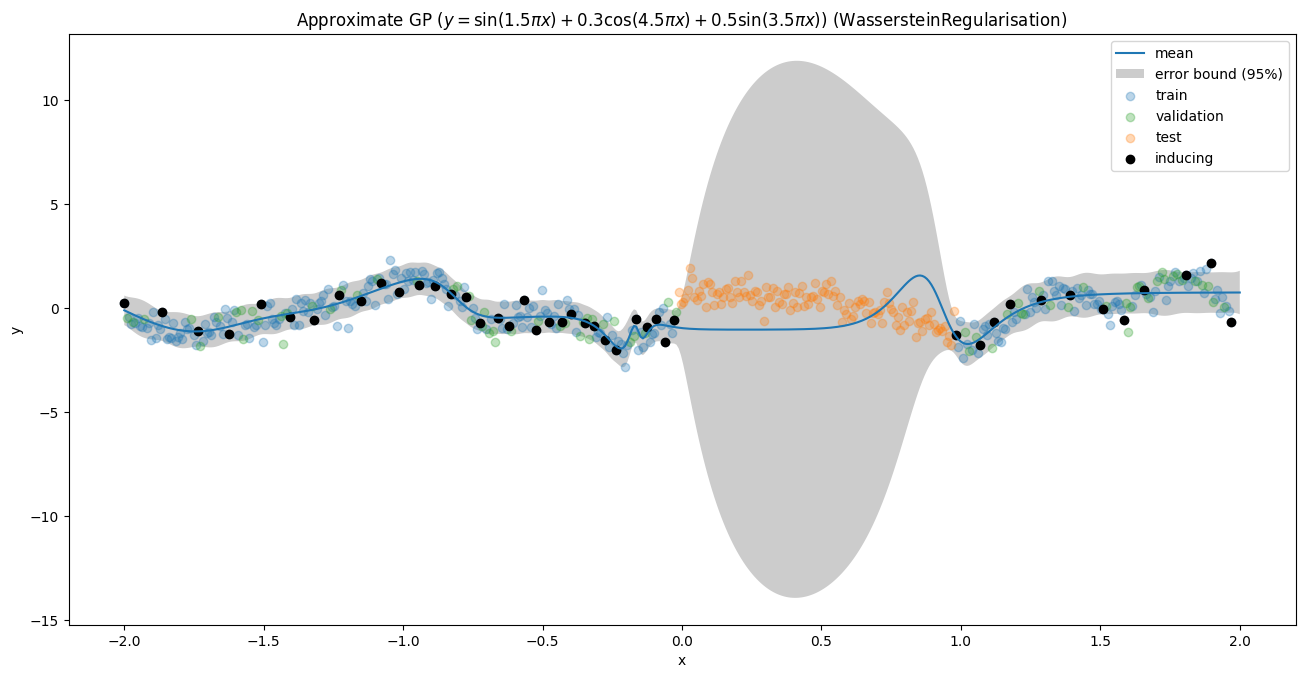 Approximate GP (y = sin(1.5πx) + 0.3cos(4.5πx) + 0.5sin(3.5πx)) (WassersteinRegularisation)
mean
error bound (95%)
train
validation
test
inducing
10
5
0
−5
−10
−15
y
−2.0 −1.5 −1.0 −0.5 0.0 0.5 1.0 1.5 2.0
x